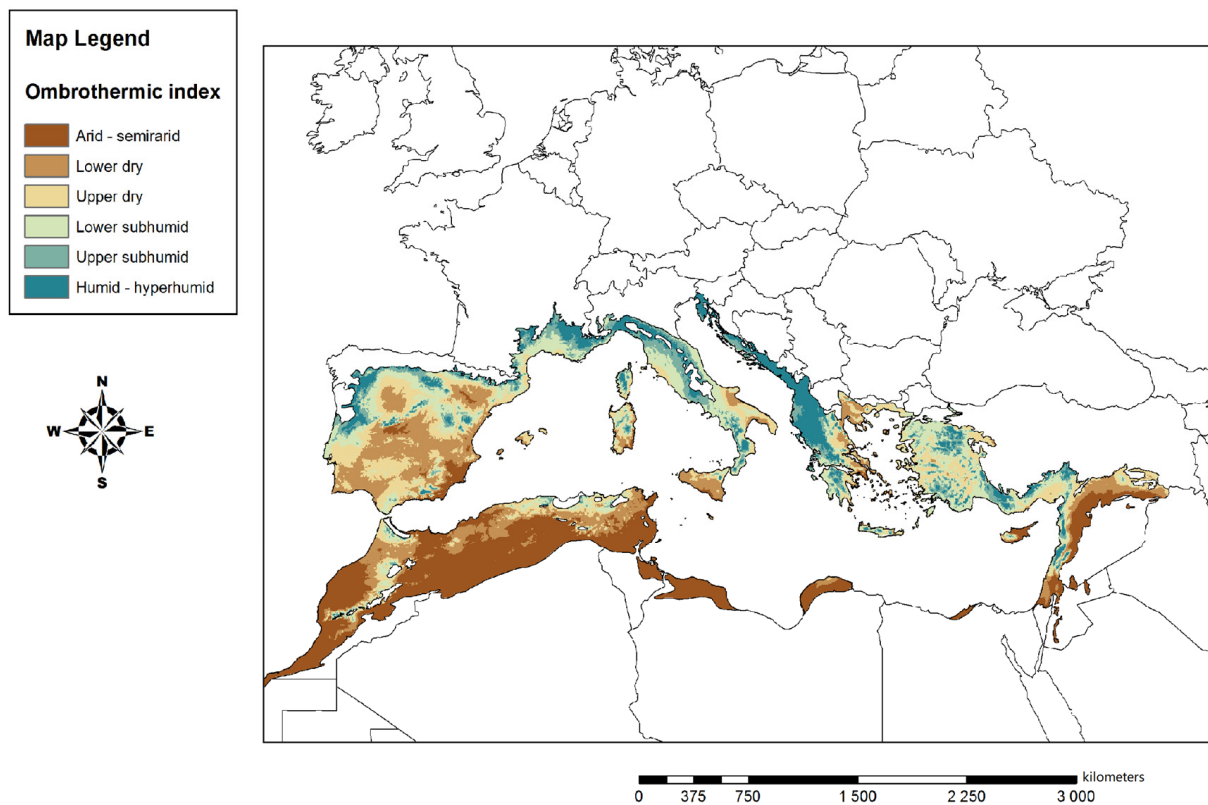 Map Legend
Ombrothermic index
Arid - semirarid
Lower dry
Upper dry
Lower subhumid
Upper subhumid
Humid - hyperhumid
N
W E
S
kilometers
0 375 750 1 500 2 250 3 000